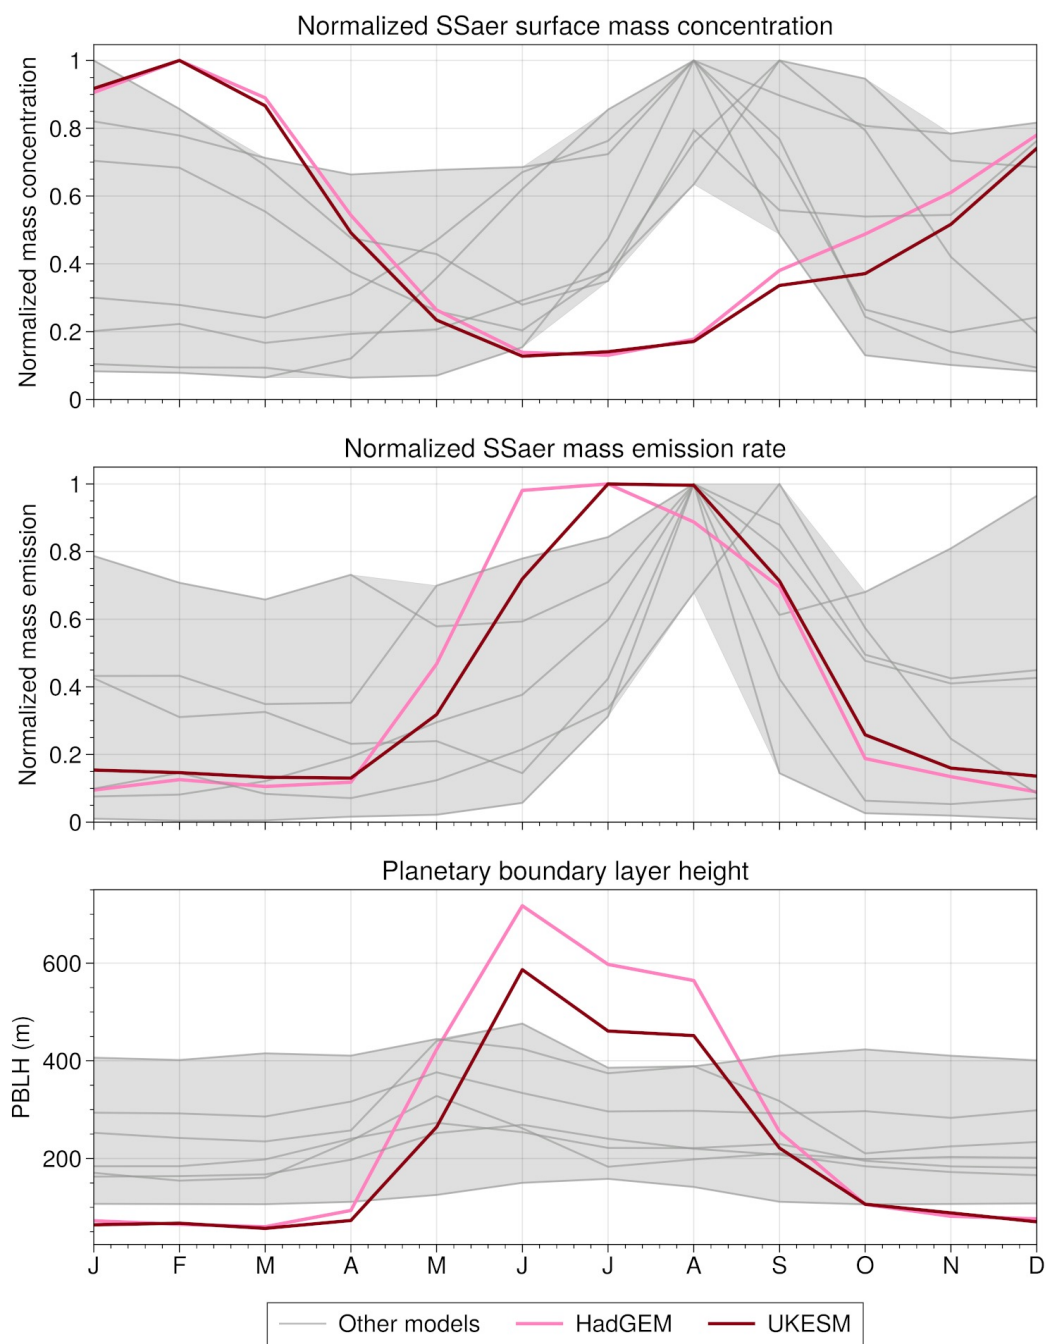 Normalized SSaer surface mass concentration
Normalized mass concentration
1
0.8
0.6
0.4
0.2
0
Normalized SSaer mass emission rate
Normalized mass emission
1
0.8
0.6
0.4
0.2
0
Planetary boundary layer height
PBLH (m)
600
400
200
J F M A M J J A S O N D
Other models HadGEM UKESM